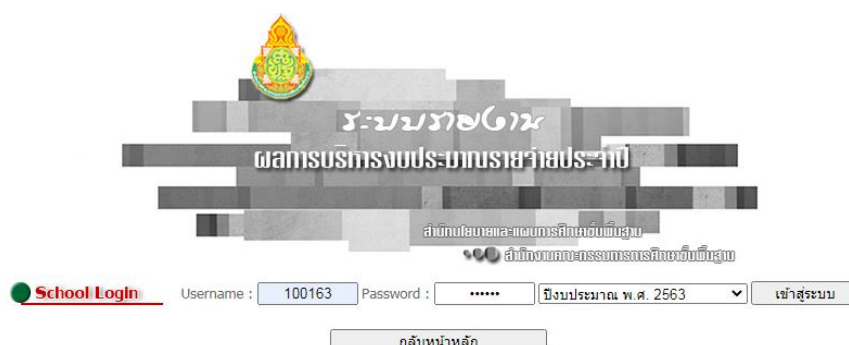 ระบบรายงาน
ผลการบริหารงบประมาณรายจ่ายประจำปี
สำนักนโยบายและแผนการศึกษาขั้นพื้นฐาน
สำนักงานคณะกรรมการการศึกษาขั้นพื้นฐาน
School Login Username : 100163 Password : •••••• ปีงบประมาณ พ.ศ. 2563 เข้าสู่ระบบ
กลับหน้าหลัก